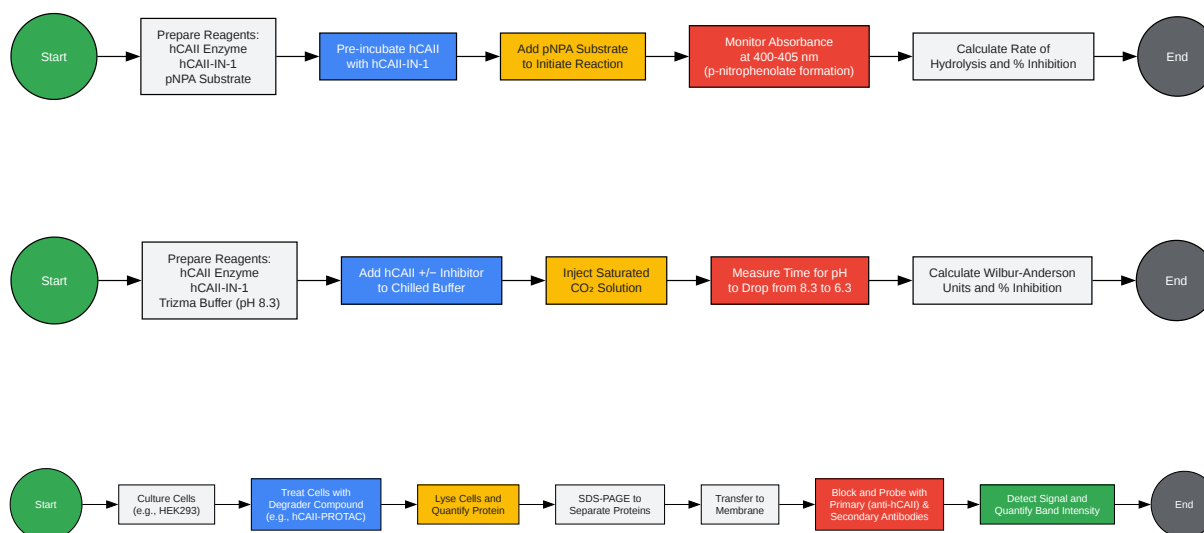 Start
Prepare Reagents:
hCAII Enzyme
hCAII-IN-1
pNPA Substrate
Pre-incubate hCAII
with hCAII-IN-1
Add pNPA Substrate
to Initiate Reaction
Monitor Absorbance
at 400-405 nm
(p-nitrophenolate formation)
Calculate Rate of
Hydrolysis and % Inhibition
End
Start
Prepare Reagents:
hCAII Enzyme
hCAII-IN-1
Trizma Buffer (pH 8.3)
Add hCAII +/− Inhibitor
to Chilled Buffer
Inject Saturated
CO₂ Solution
Measure Time for pH
to Drop from 8.3 to 6.3
Calculate Wilbur-Anderson
Units and % Inhibition
End
Start
Culture Cells
(e.g., HEK293)
Treat Cells with
Degrader Compound
(e.g., hCAII-PROTAC)
Lyse Cells and
Quantify Protein
SDS-PAGE to
Separate Proteins
Transfer to
Membrane
Block and Probe with
Primary (anti-hCAII) &
Secondary Antibodies
Detect Signal and
Quantify Band Intensity
End